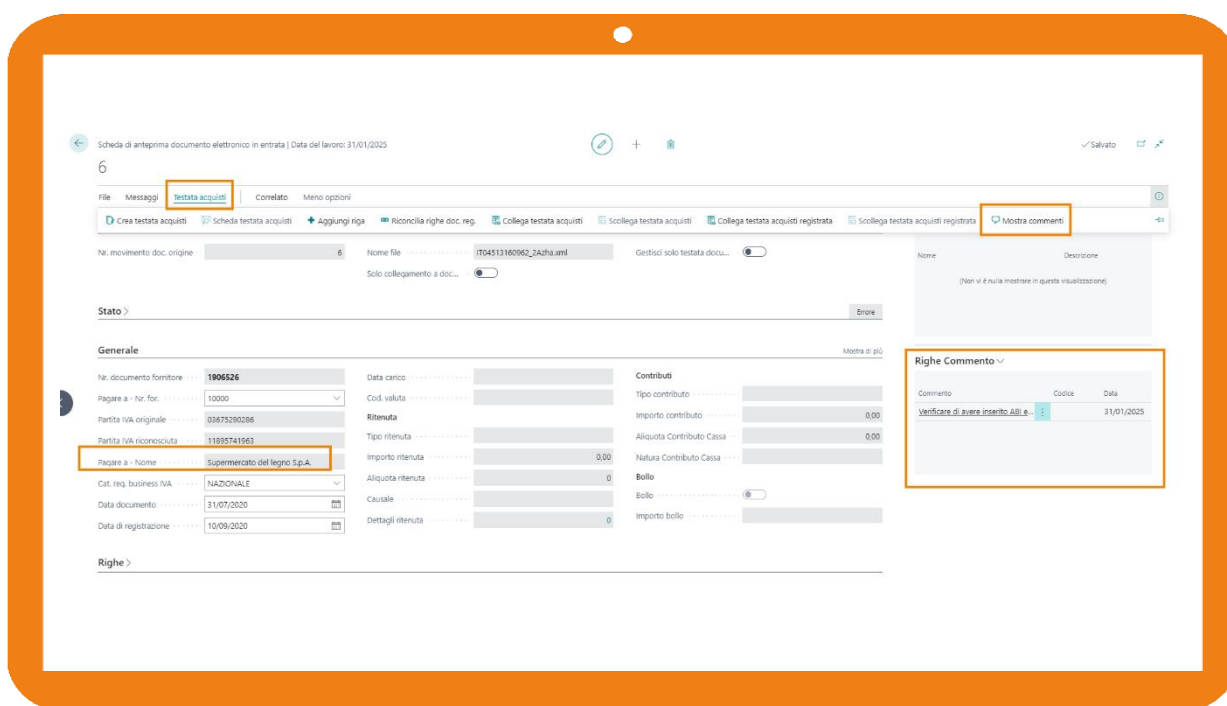 Scheda di anteprima documento elettronico in entrata | Data del lavoro: 31/01/2025
Salvato
6
File Messaggi Testata acquisti Correlato Meno opzioni
Crea testata acquisti Scheda testata acquisti Aggiungi riga Riconcilia righe doc. reg. Collega testata acquisti Scollega testata acquisti Collega testata acquisti registrata Scollega testata acquisti registrata Mostra commenti
Nr. movimento doc. origine 6 Nome file IT04513160962_2Azha.xml Gestisci solo testata docu...
Solo collegamento a doc...
Nome Descrizione
(Non vi è nulla mostrare in questa visualizzazione)
Stato Errore
Generale Mostra di più
Nr. documento fornitore 1906526 Data carico Contributi
Pagare a - Nr. for. 10000 Cod. valuta Tipo contributo
Partita IVA originale 03675290286 Ritenuta Importo contributo 0,00
Partita IVA riconosciuta 11895741963 Tipo ritenuta Aliquota Contributo Cassa 0,00
Pagare a - Nome Supermercato del legno S.p.A. Importo ritenuta 0,00 Natura Contributo Cassa
Cat. reg. business IVA NAZIONALE Aliquota ritenuta 0 Bollo
Data documento 31/07/2020 Causale Bollo
Data di registrazione 10/09/2020 Dettagli ritenuta 0 Importo bollo
Righe Commento
Commento Codice Data
Verificare di avere inserito ABI e... 31/01/2025
Righe